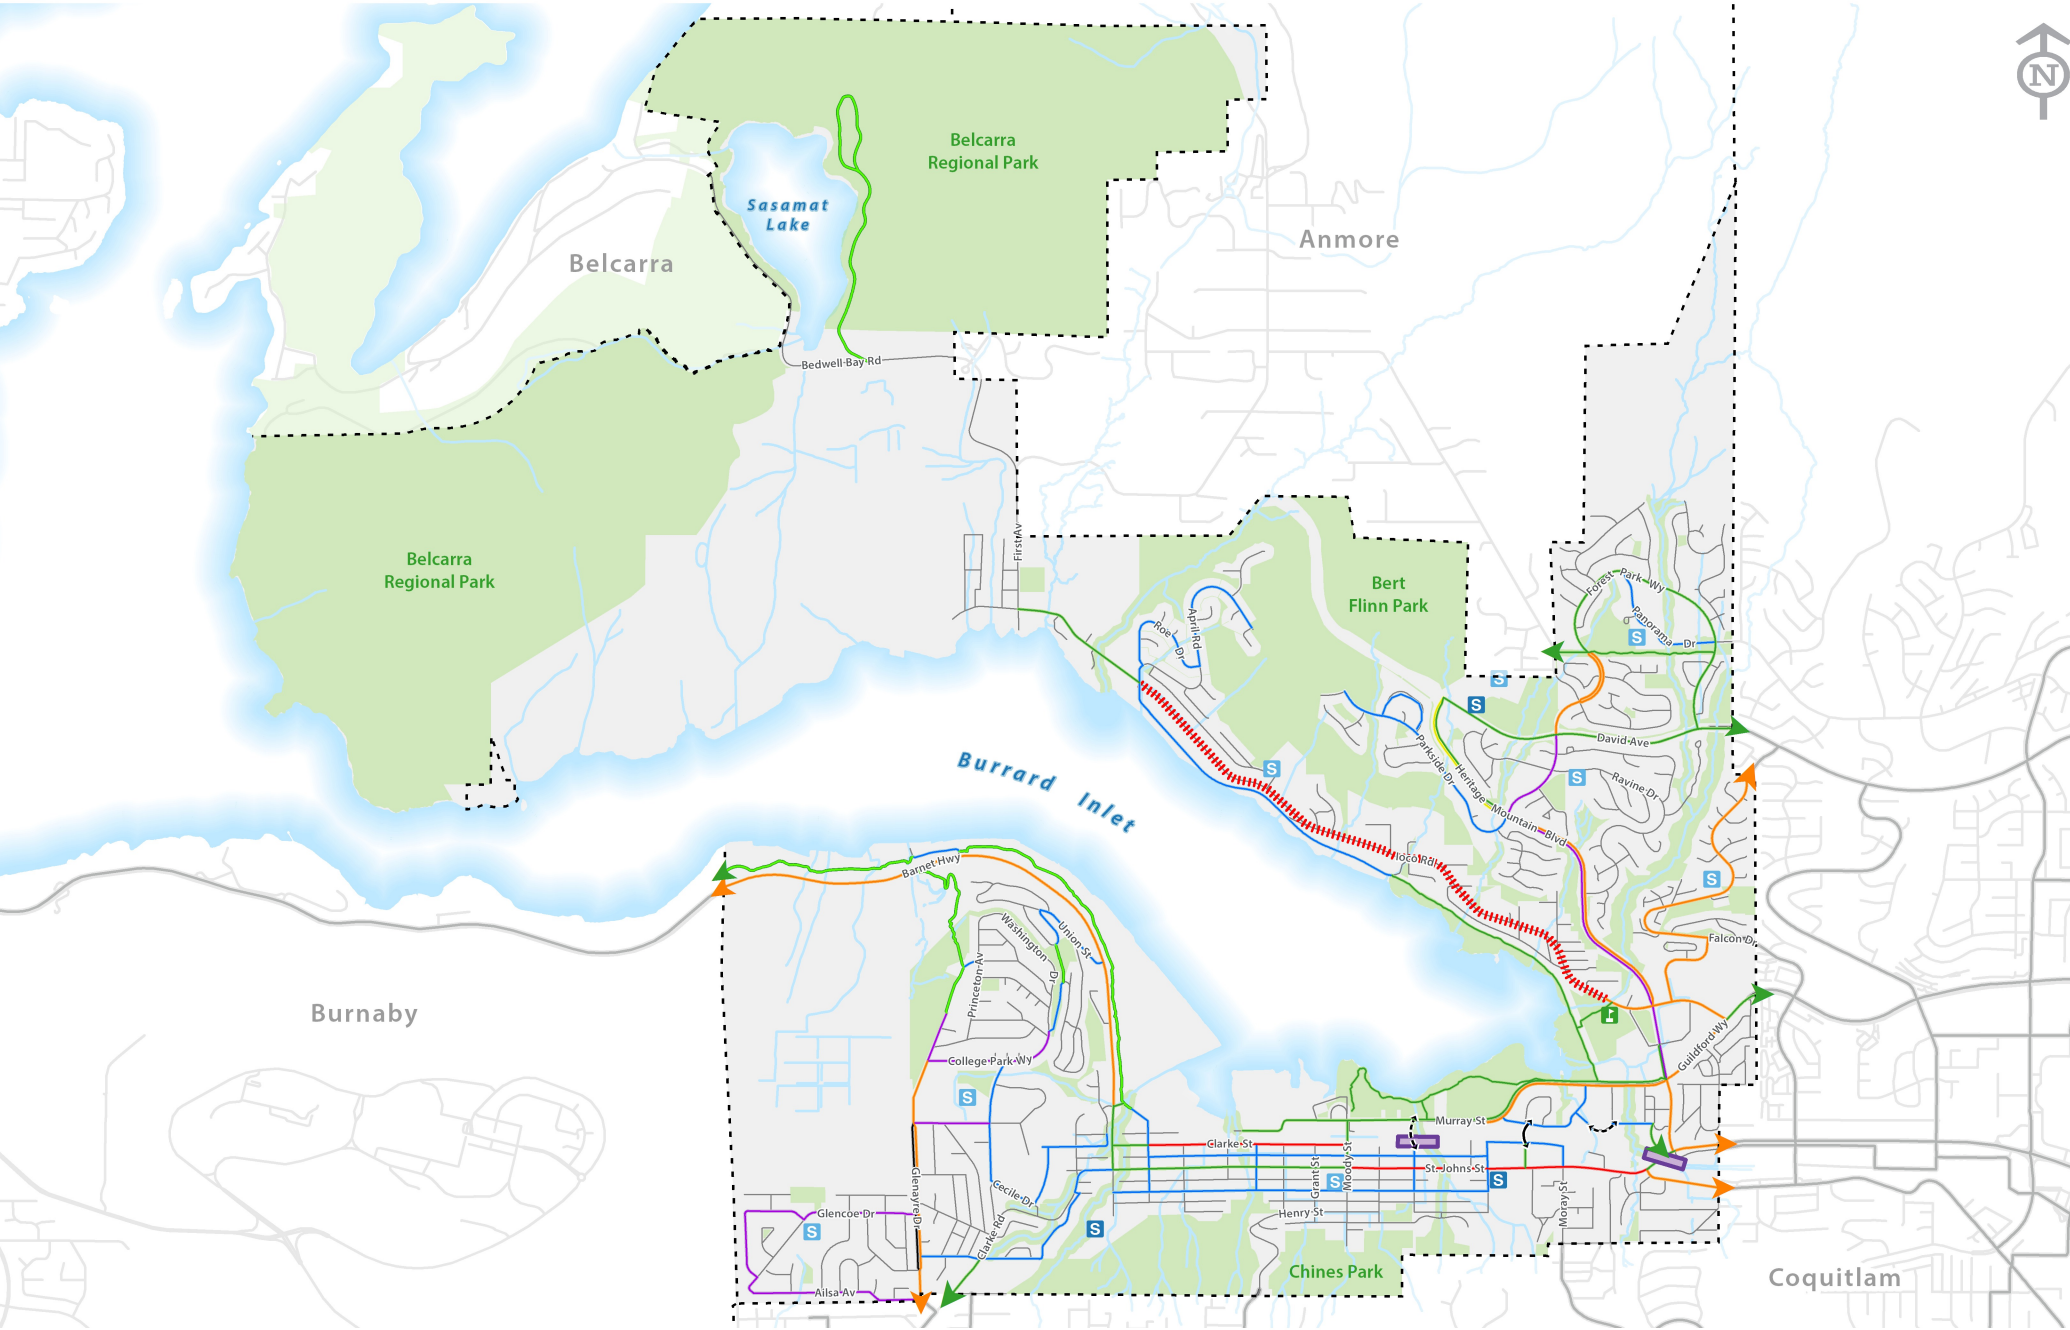 N
Belcarra
Regional Park
Sasamat
Lake
Anmore
Belcarra
Bedwell Bay Rd
First Av
Belcarra
Regional Park
Bert
Flinn Park
Forest Park Wy
Panorama Dr
S
Roe Dr
April Rd
S
S
David Ave
Parkside Dr
Heritage Mountain Blvd
Ravine Dr
S
S
Burrard Inlet
Ioco Rd
Barnet Hwy
S
Washington Dr
Union St
Falcon Dr
Princeton Av
Burnaby
College Park Wy
Guildford Wy
S
Murray St
Clarke St
St. Johns St
Grant St
Moody St
S
S
Glenayre Dr
Cecile Dr
Moray St
Glencoe Dr
Henry St
Clarke Rd
S
S
Chines Park
Coquitlam
Ailsa Av